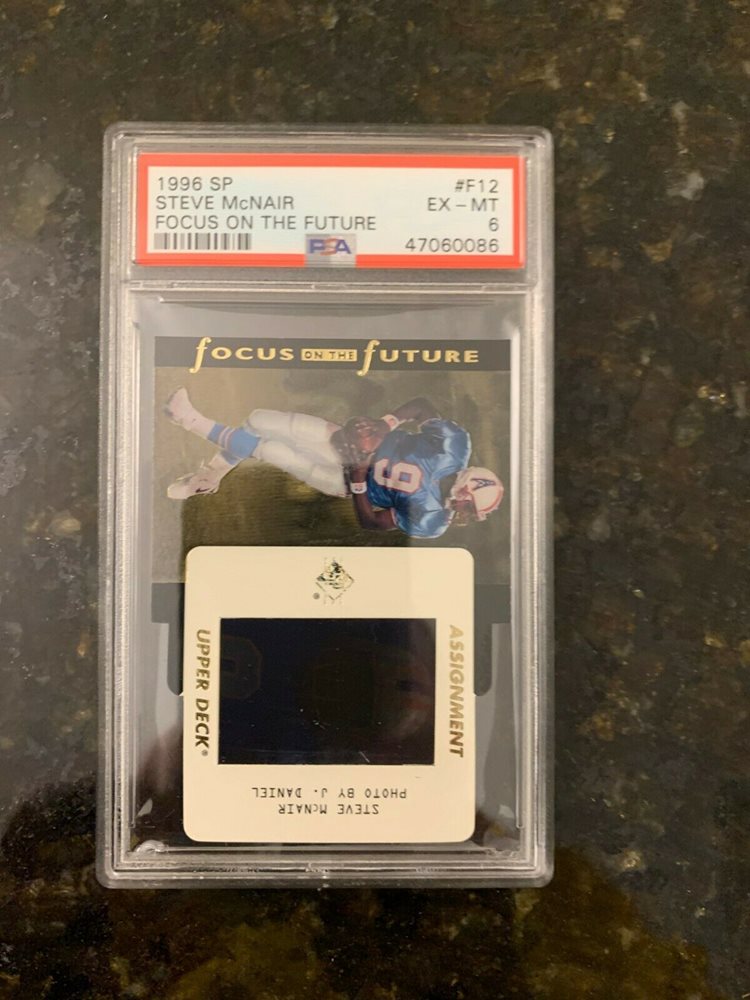 1996 SP #F12
STEVE McNAIR EX - MT
FOCUS ON THE FUTURE 6
PSA 47060086
FOCUS ON THE FUTURE
9
ASSIGNMENT
UPPER DECK®
STEVE McNAIR
PHOTO BY J. DANIEL